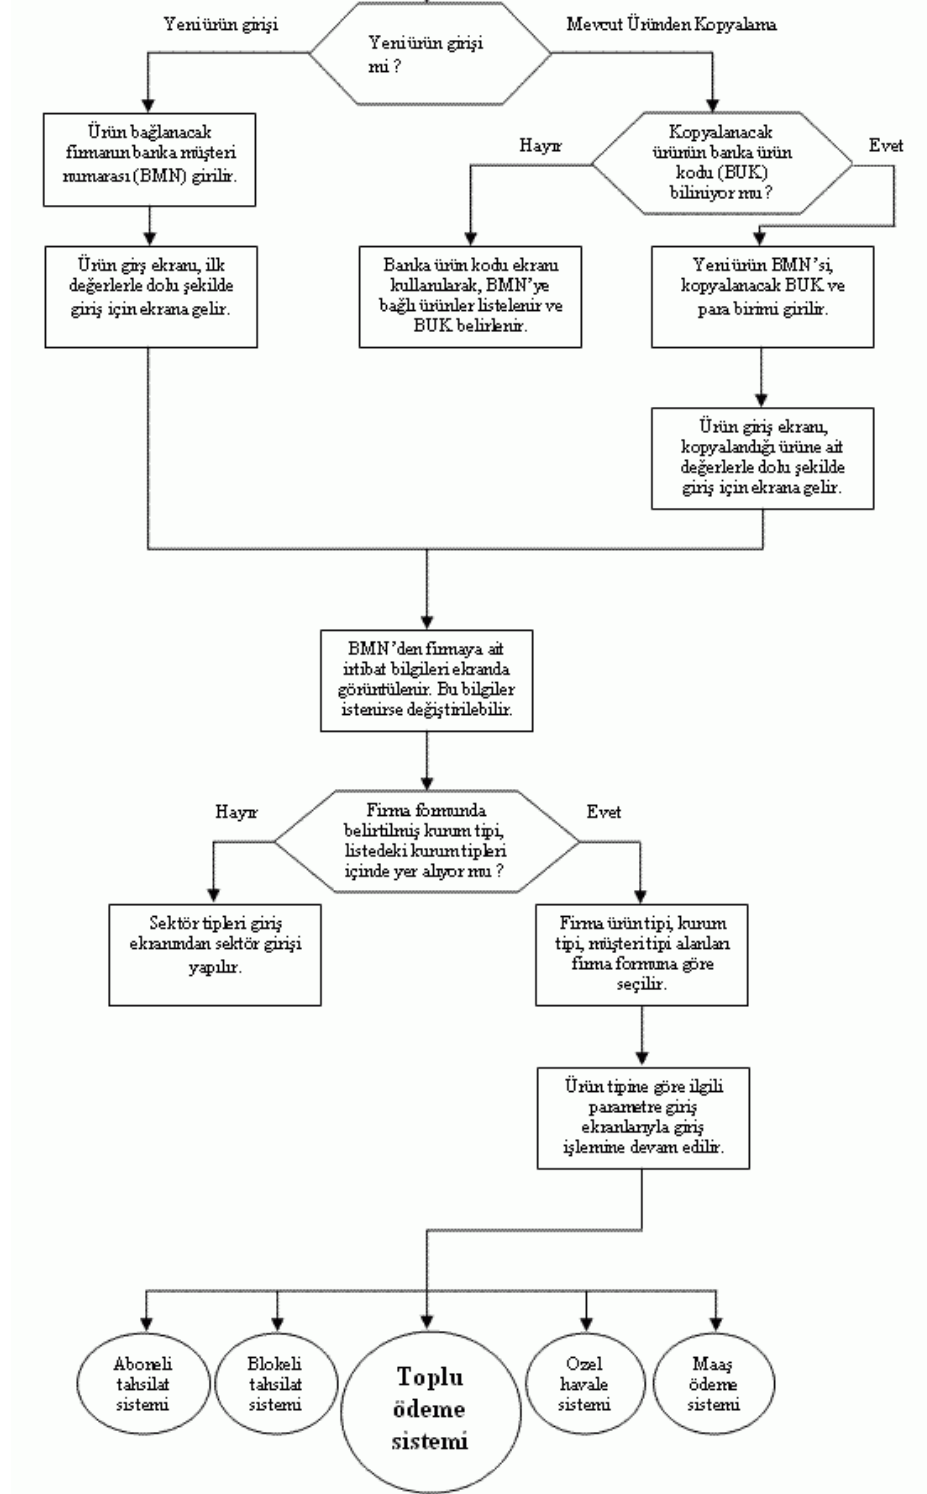 Yeni ürün girişi
Mevcut Üründen Kopyalama
Yeni ürün girişi
mi ?
Ürün bağlanacak
firmanın banka müşteri
numarası (BMN) girilir.
Kopyalanacak
ürünün banka ürün
kodu (BUK)
biliniyor mu ?
Hayır
Evet
Ürün girş ekranı, ilk
değerlerle dolu şekilde
giriş için ekrana gelir.
Banka ürün kodu ekranı
kullanılarak, BMN'ye
bağlı ürünler listelenir ve
BUK belirlenir.
Yeni ürün BMN'si,
kopyalanacak BUK ve
para birimi girilir.
Ürün giriş ekranı,
kopyalandığı ürüne ait
değerlerle dolu şekilde
giriş için ekrana gelir.
BMN'den firmaya ait
irtibat bilgileri ekranda
görüntülenir. Bu bilgiler
istenirse değiştirilebilir.
Hayır
Firma formunda
belirtilmiş kurum tipi,
listedeki kurum tipleri
içinde yer alıyor mu ?
Evet
Sektör tipleri giriş
ekranından sektör girişi
yapılır.
Firma ürün tipi, kurum
tipi, müşteri tipi alanları
firma formuna göre
seçilir.
Ürün tipine göre ilgili
parametre giriş
ekranlarıyla giriş
işlemine devam edilir.
Aboneli
tahsilat
sistemi
Blokeli
tahsilat
sistemi
Toplu
ödeme
sistemi
Ozel
havale
sistemi
Maaş
ödeme
sistemi